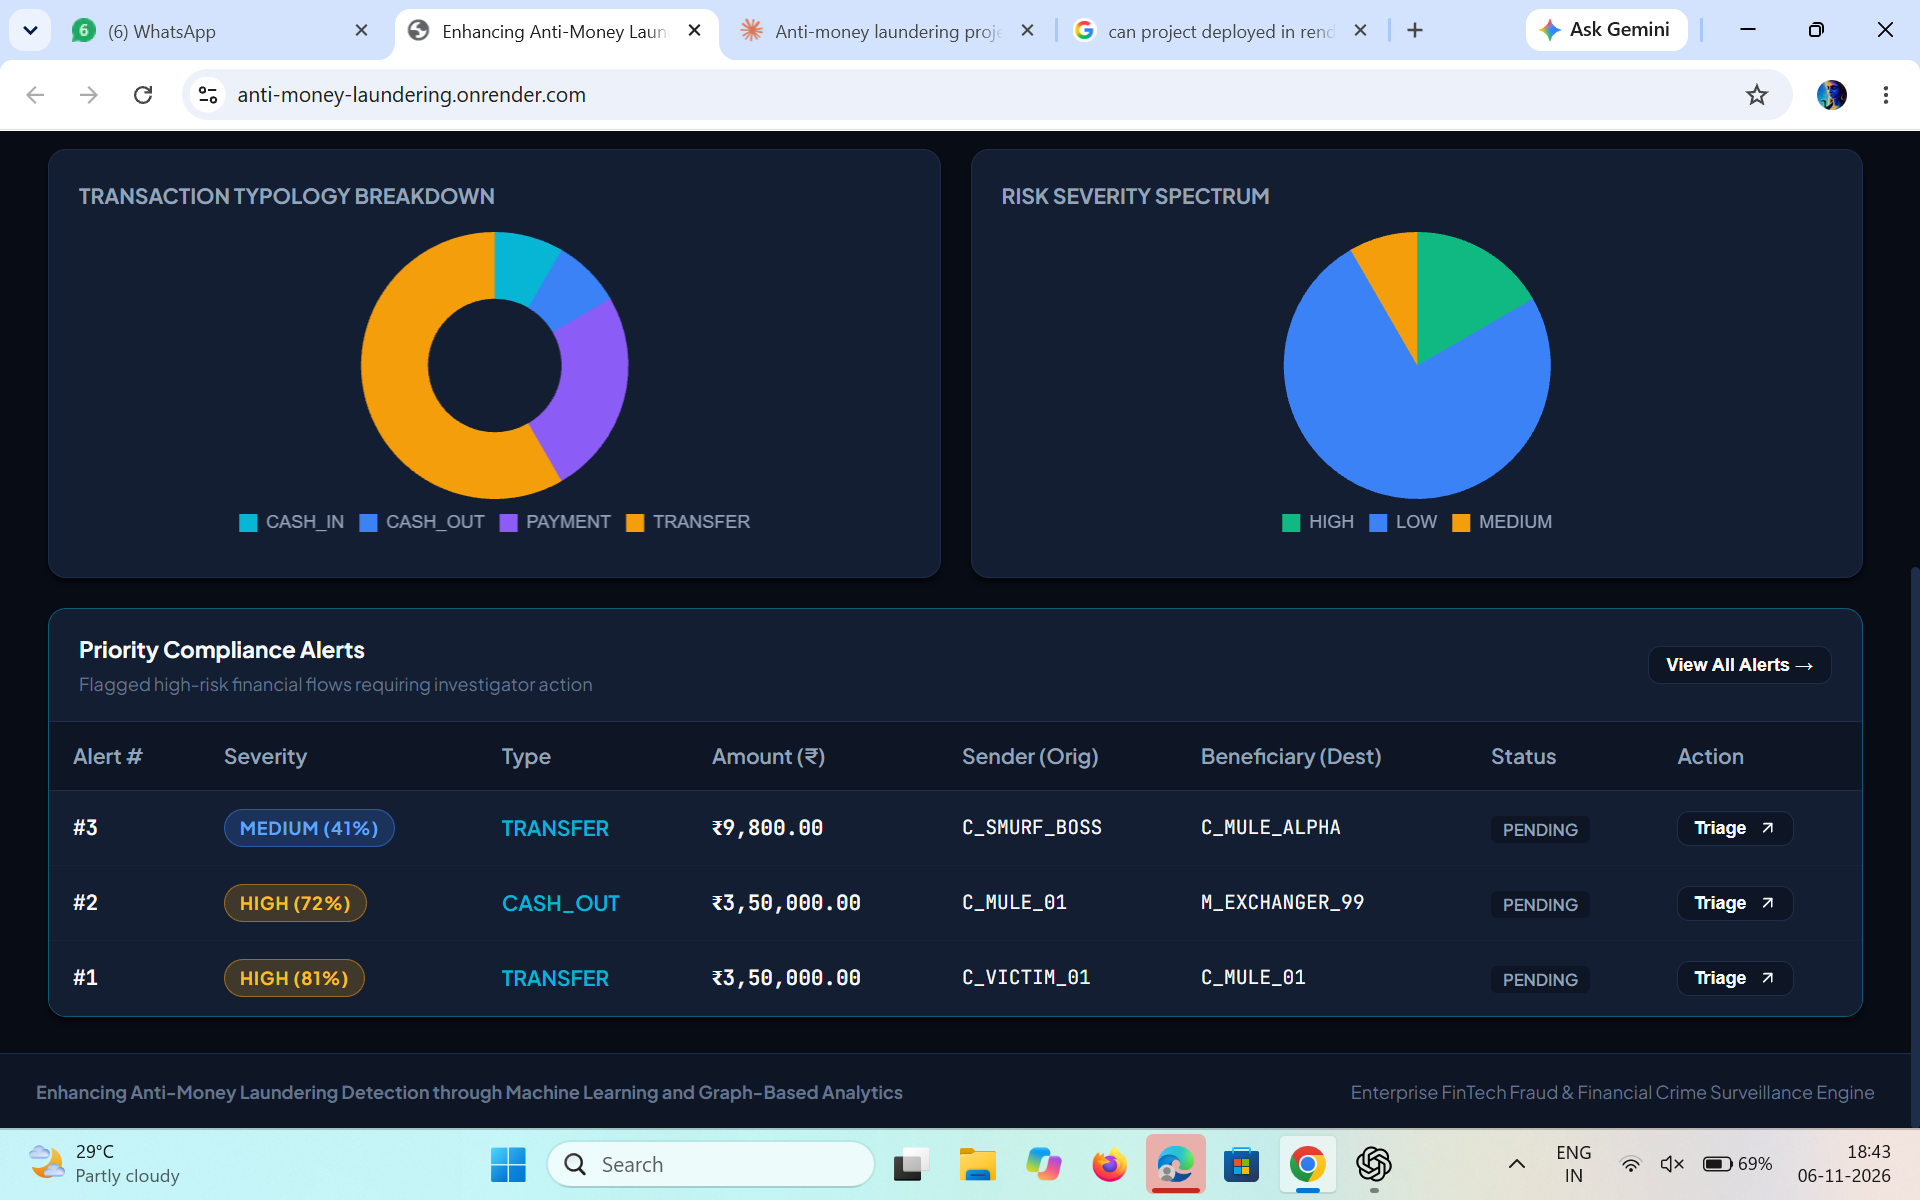 (6) WhatsApp
Enhancing Anti-Money Laun
Anti-money laundering proje
can project deployed in rend
Ask Gemini
anti-money-laundering.onrender.com
TRANSACTION TYPOLOGY BREAKDOWN
CASH_IN CASH_OUT PAYMENT TRANSFER
RISK SEVERITY SPECTRUM
HIGH LOW MEDIUM
Priority Compliance Alerts
Flagged high-risk financial flows requiring investigator action
View All Alerts →
Alert # Severity Type Amount (₹) Sender (Orig) Beneficiary (Dest) Status Action
#3 MEDIUM (41%) TRANSFER ₹9,800.00 C_SMURF_BOSS C_MULE_ALPHA PENDING Triage ↗
#2 HIGH (72%) CASH_OUT ₹3,50,000.00 C_MULE_01 M_EXCHANGER_99 PENDING Triage ↗
#1 HIGH (81%) TRANSFER ₹3,50,000.00 C_VICTIM_01 C_MULE_01 PENDING Triage ↗
Enhancing Anti-Money Laundering Detection through Machine Learning and Graph-Based Analytics
Enterprise FinTech Fraud & Financial Crime Surveillance Engine
29°C
Partly cloudy
Search
ENG
IN
69%
18:43
06-11-2026